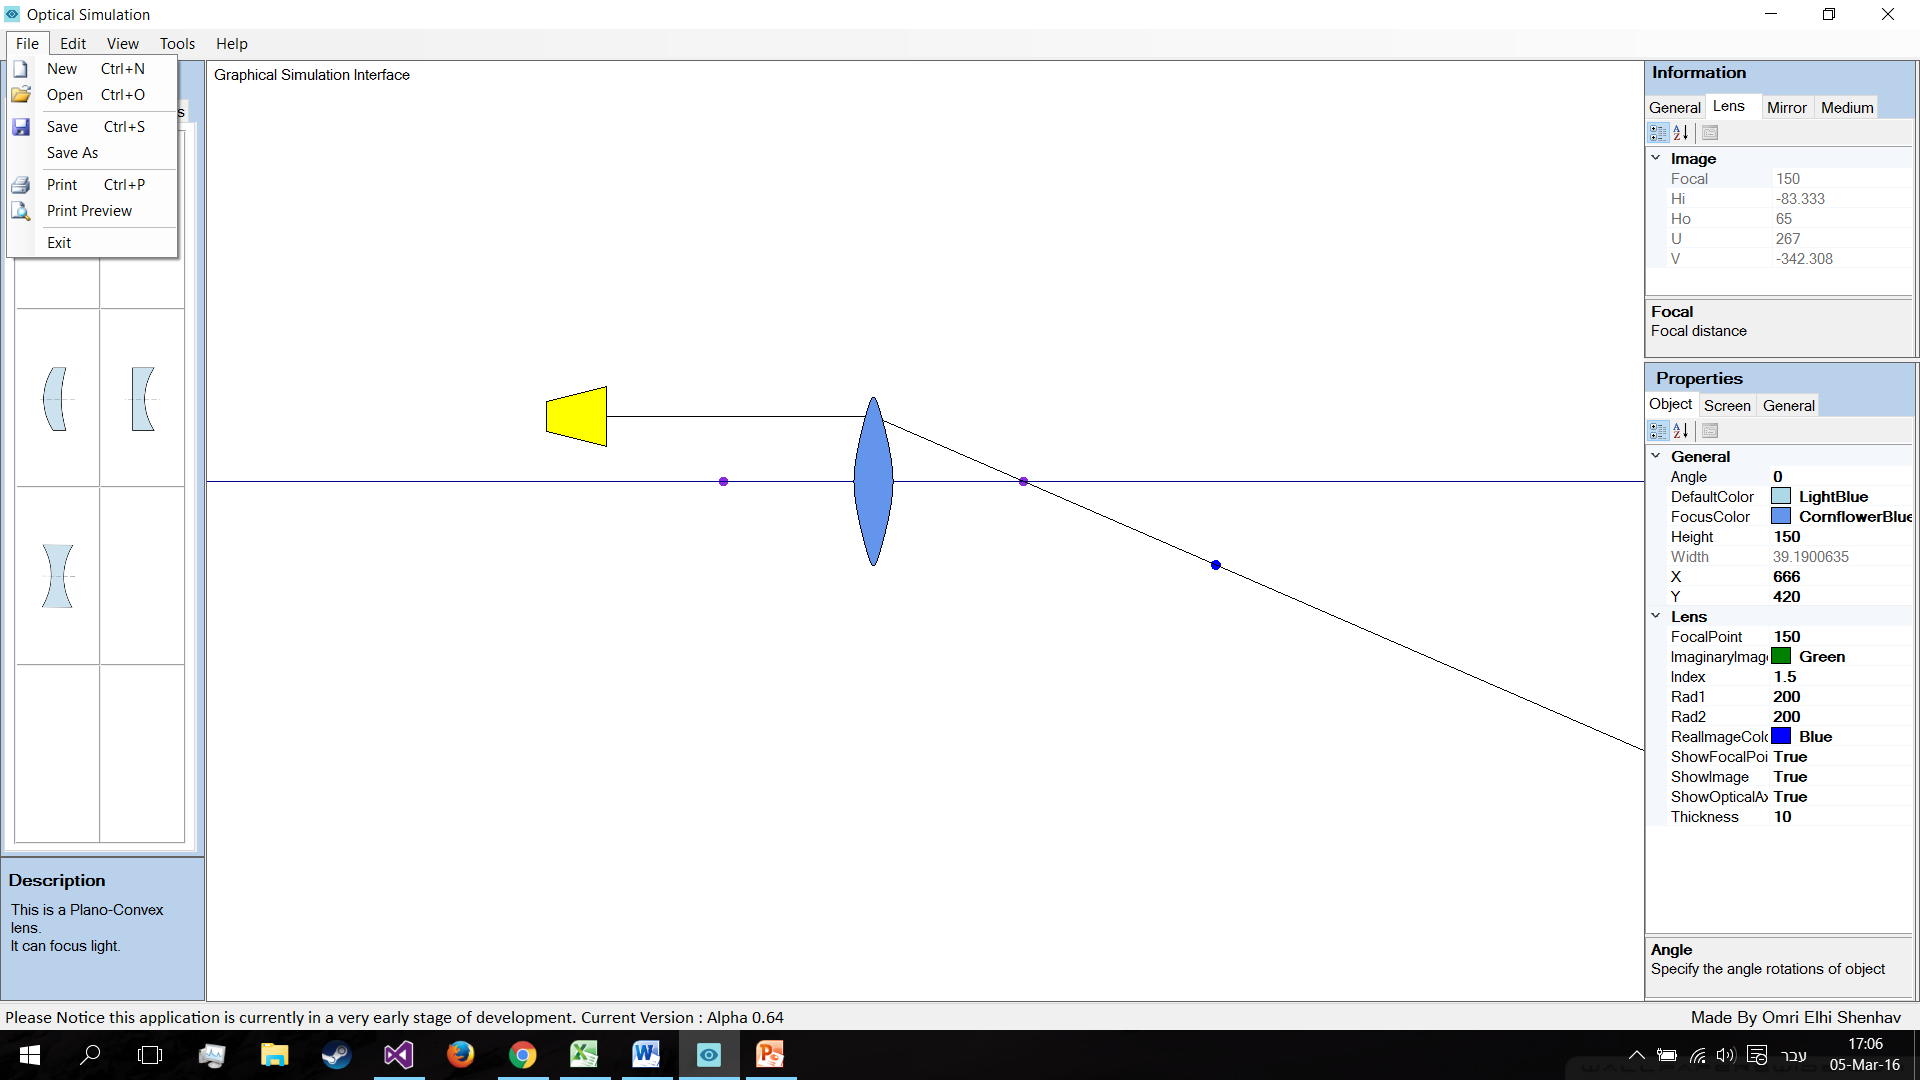 Optical Simulation
File Edit View Tools Help
New Ctrl+N
Open Ctrl+O
Save Ctrl+S
Save As
Print Ctrl+P
Print Preview
Exit
s
Graphical Simulation Interface
Description
This is a Plano-Convex
lens.
It can focus light.
Information
General Lens Mirror Medium
Image
Focal 150
Hi -83.333
Ho 65
U 267
V -342.308
Focal
Focal distance
Properties
Object Screen General
General
Angle 0
DefaultColor LightBlue
FocusColor CornflowerBlue
Height 150
Width 39.1900635
X 666
Y 420
Lens
FocalPoint 150
ImaginaryImag Green
Index 1.5
Rad1 200
Rad2 200
RealImageColo Blue
ShowFocalPoi True
ShowImage True
ShowOpticalAx True
Thickness 10
Angle
Specify the angle rotations of object
Please Notice this application is currently in a very early stage of development. Current Version : Alpha 0.64
Made By Omri Elhi Shenhav
עבר
17:06
05-Mar-16